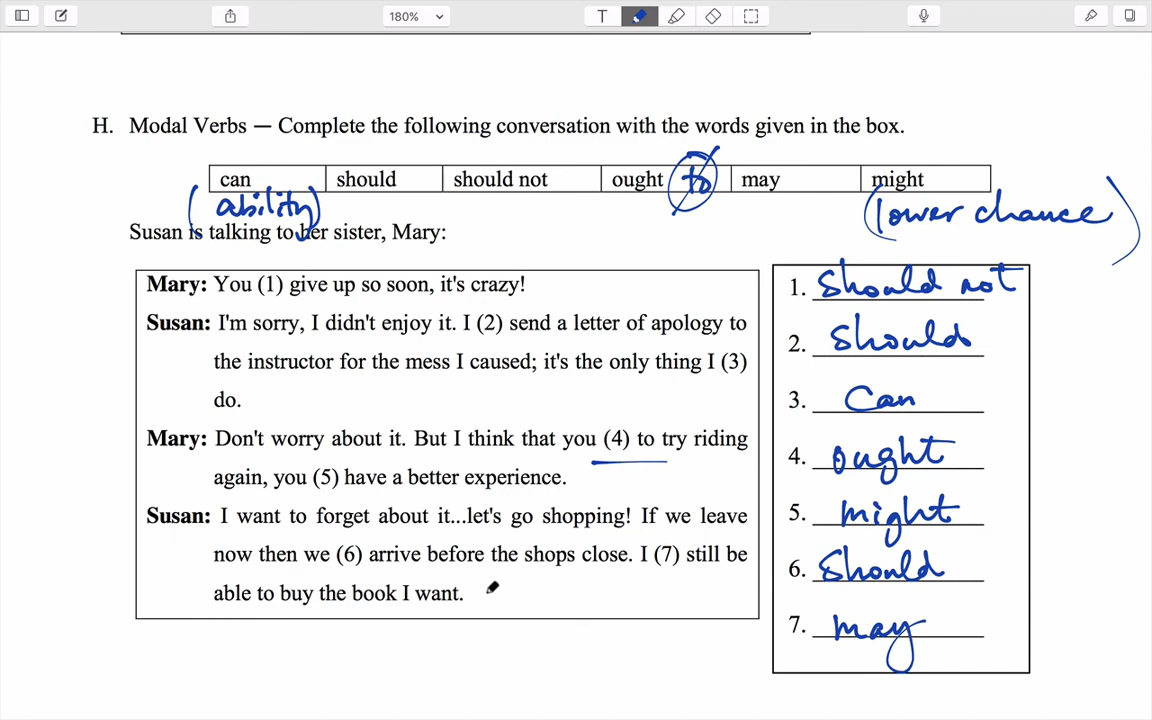 180%
T
H. Modal Verbs — Complete the following conversation with the words given in the box.
can should should not ought to may might
(ability) (lower chance)
Susan is talking to her sister, Mary:
Mary: You (1) give up so soon, it's crazy!
Susan: I'm sorry, I didn't enjoy it. I (2) send a letter of apology to
the instructor for the mess I caused; it's the only thing I (3)
do.
Mary: Don't worry about it. But I think that you (4) to try riding
again, you (5) have a better experience.
Susan: I want to forget about it...let's go shopping! If we leave
now then we (6) arrive before the shops close. I (7) still be
able to buy the book I want.
1. should not
2. should
3. Can
4. ought
5. might
6. Should
7. may